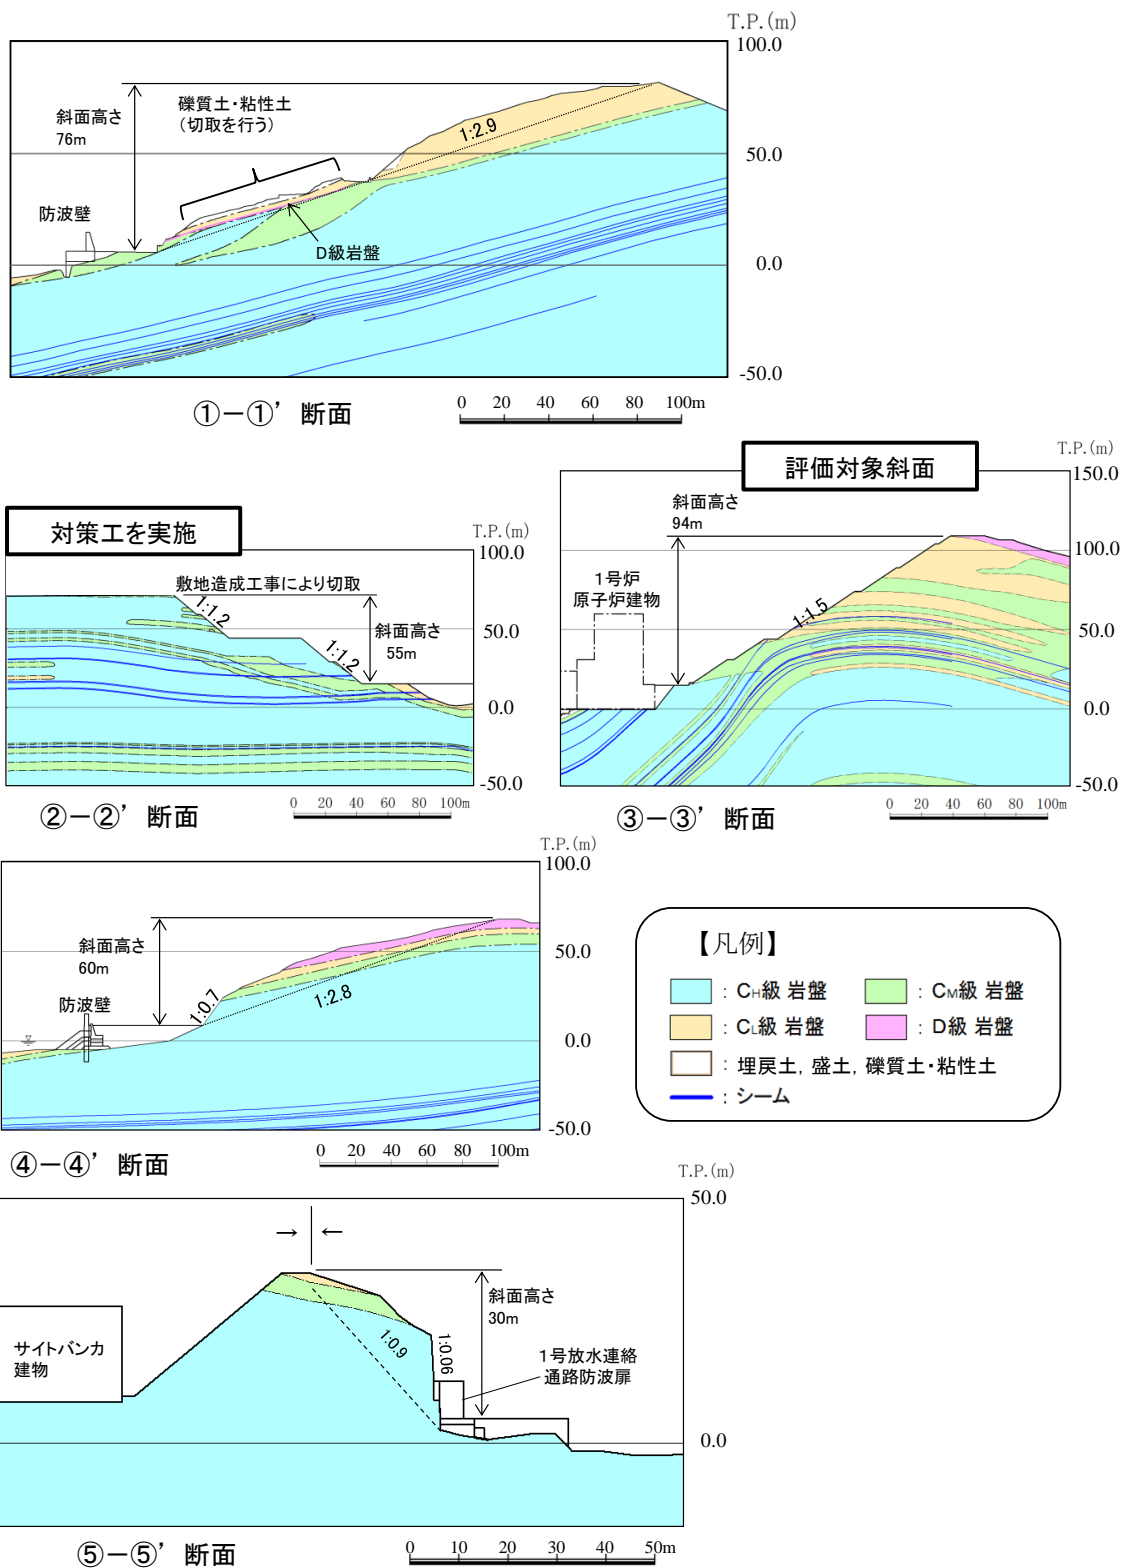 T.P.(m)
100.0
斜面高さ
76m
礫質土・粘性土
(切取を行う)
1:2.9
50.0
防波壁
D級岩盤
0.0
-50.0
①-①’ 断面
0 20 40 60 80 100m
評価対象斜面
T.P.(m)
150.0
斜面高さ
94m
対策工を実施
T.P.(m)
100.0
敷地造成工事により切取
1:1.2
50.0
斜面高さ
55m
1:1.2
0.0
-50.0
②-②’ 断面
0 20 40 60 80 100m
100.0
1号炉
原子炉建物
1:1.5
50.0
0.0
-50.0
③-③’ 断面
0 20 40 60 80 100m
T.P.(m)
100.0
斜面高さ
60m
50.0
防波壁
1:0.7
1:2.8
0.0
-50.0
④-④’ 断面
0 20 40 60 80 100m
【凡例】
: CH級 岩盤
: CM級 岩盤
: CL級 岩盤
: D級 岩盤
: 埋戻土, 盛土, 礫質土・粘性土
: シーム
T.P.(m)
50.0
→ ←
斜面高さ
30m
サイトバンカ
建物
1:0.9
1:0.06
1号放水連絡
通路防波扉
0.0
⑤-⑤’ 断面
0 10 20 30 40 50m